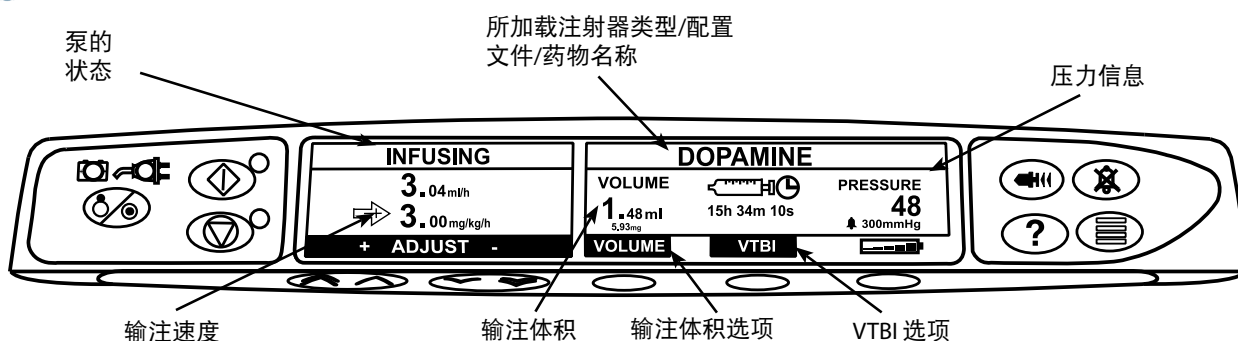 泵的
状态
所加载注射器类型/配置
文件/药物名称
压力信息
INFUSING
3.04ml/h
3.00mg/kg/h
+ ADJUST -
DOPAMINE
VOLUME
1.48ml
5.93mg
15h 34m 10s
PRESSURE
48
300mmHg
VOLUME
VTBI
?
输注速度
输注体积
输注体积选项
VTBI 选项